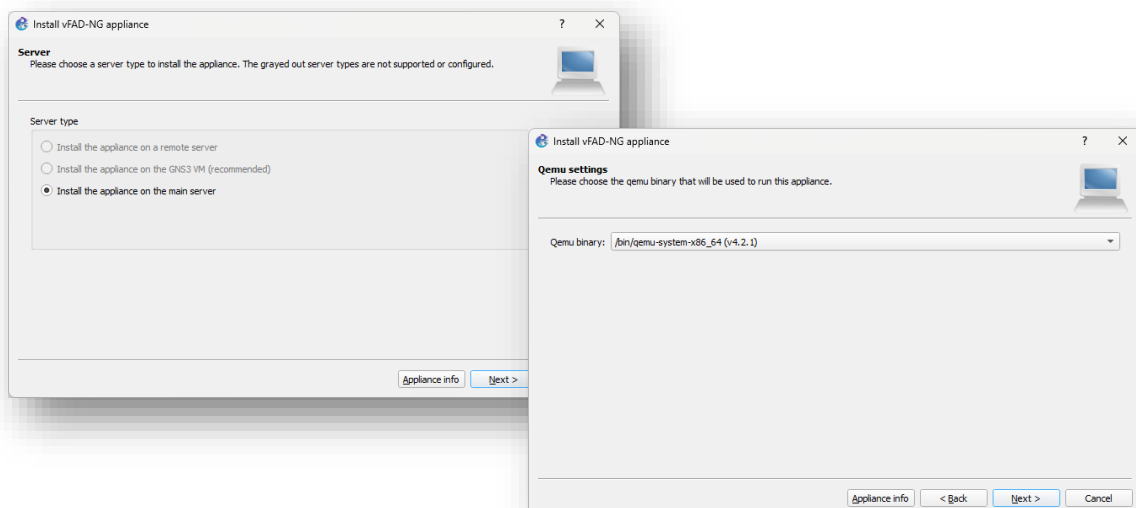 Install vFAD-NG appliance
?
Server
Please choose a server type to install the appliance. The grayed out server types are not supported or configured.
Server type
Install the appliance on a remote server
Install the appliance on the GNS3 VM (recommended)
Install the appliance on the main server
Appliance info
Next >
Install vFAD-NG appliance
?
Qemu settings
Please choose the qemu binary that will be used to run this appliance.
Qemu binary: /bin/qemu-system-x86_64 (v4.2.1)
Appliance info
< Back
Next >
Cancel